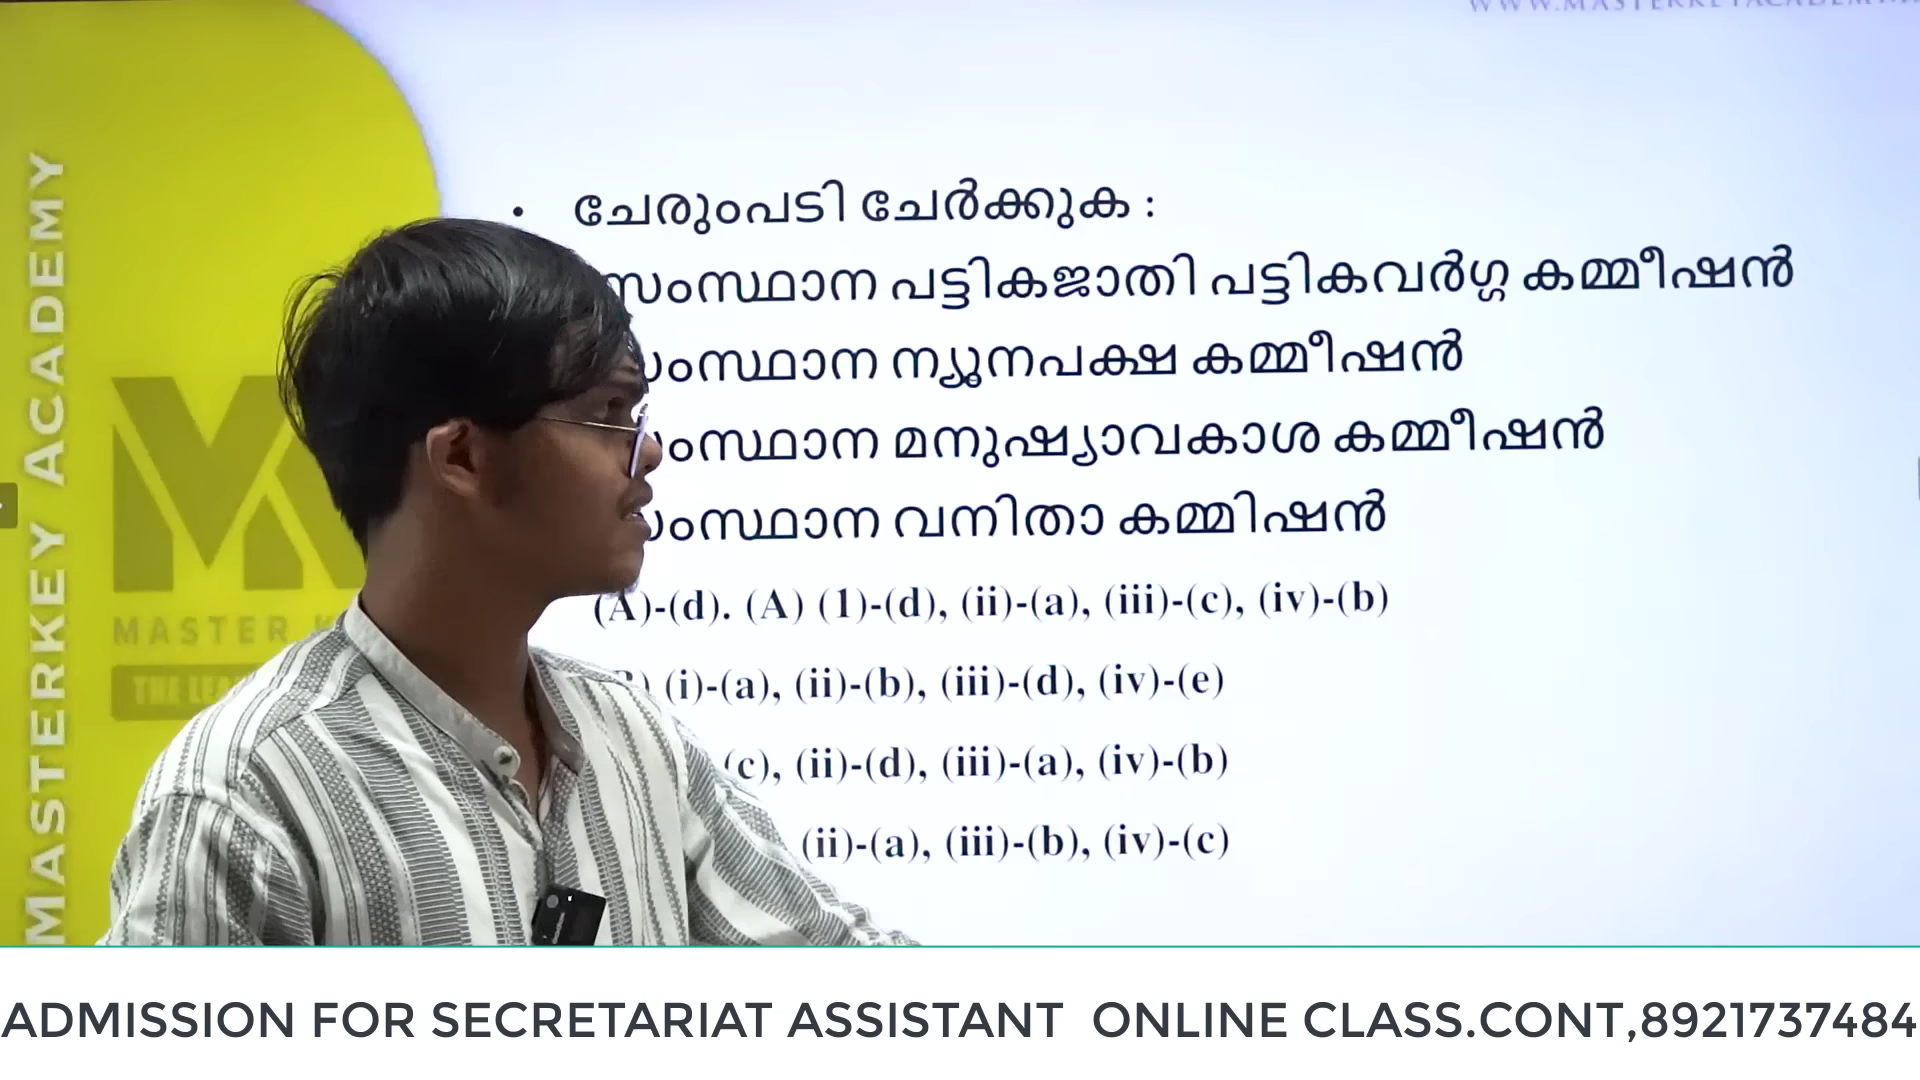 WWW.MASTERKEYACADEMY.
MASTERKEY ACADEMY
ചേരുംപടി ചേർക്കുക :
സംസ്ഥാന പട്ടികജാതി പട്ടികവർഗ്ഗ കമ്മീഷൻ
സംസ്ഥാന ന്യൂനപക്ഷ കമ്മീഷൻ
സംസ്ഥാന മനുഷ്യാവകാശ കമ്മീഷൻ
സംസ്ഥാന വനിതാ കമ്മിഷൻ
(A)-(d). (A) (1)-(d), (ii)-(a), (iii)-(c), (iv)-(b)
(i)-(a), (ii)-(b), (iii)-(d), (iv)-(e)
(c), (ii)-(d), (iii)-(a), (iv)-(b)
(ii)-(a), (iii)-(b), (iv)-(c)
MASTER
THE
ADMISSION FOR SECRETARIAT ASSISTANT ONLINE CLASS.CONT,8921737484